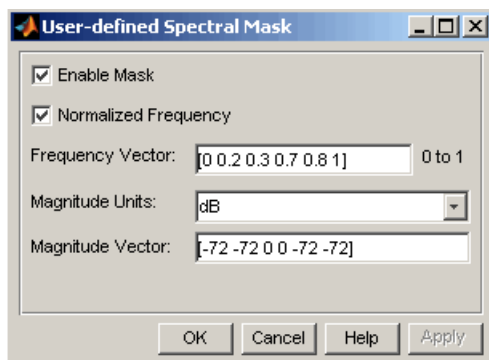 User-defined Spectral Mask
Enable Mask
Normalized Frequency
Frequency Vector: [0 0.2 0.3 0.7 0.8 1] 0 to 1
Magnitude Units: dB
Magnitude Vector: [-72 -72 0 0 -72 -72]
OK Cancel Help Apply